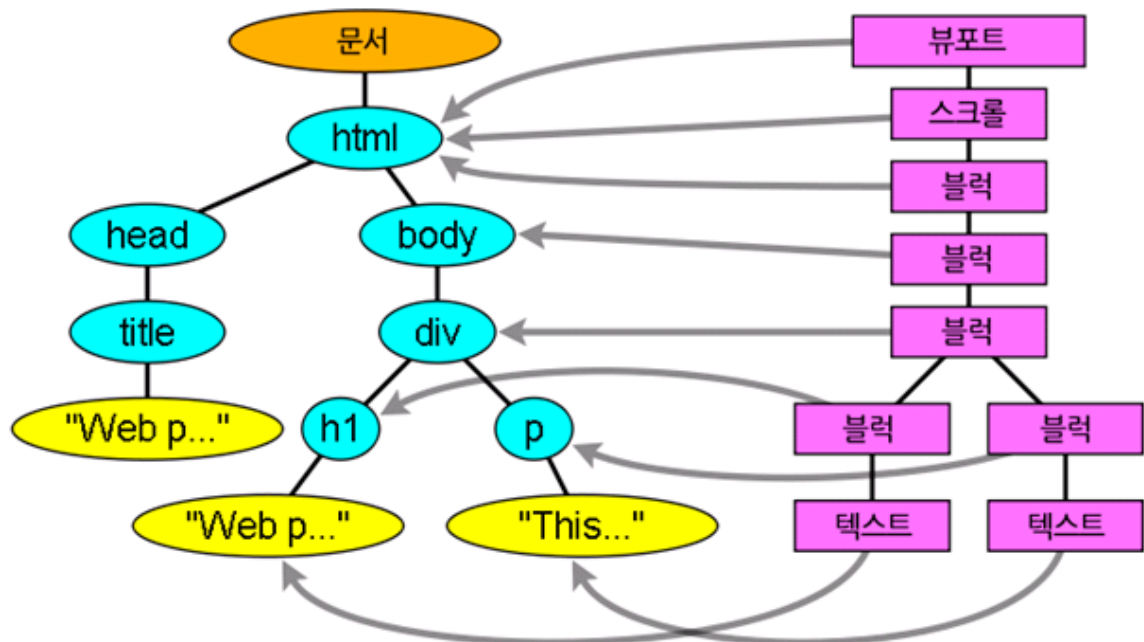 문서
뷰포트
html
스크롤
블럭
head
body
블럭
title
div
블럭
"Web p..."
h1
p
블럭
블럭
"Web p..."
"This..."
텍스트
텍스트